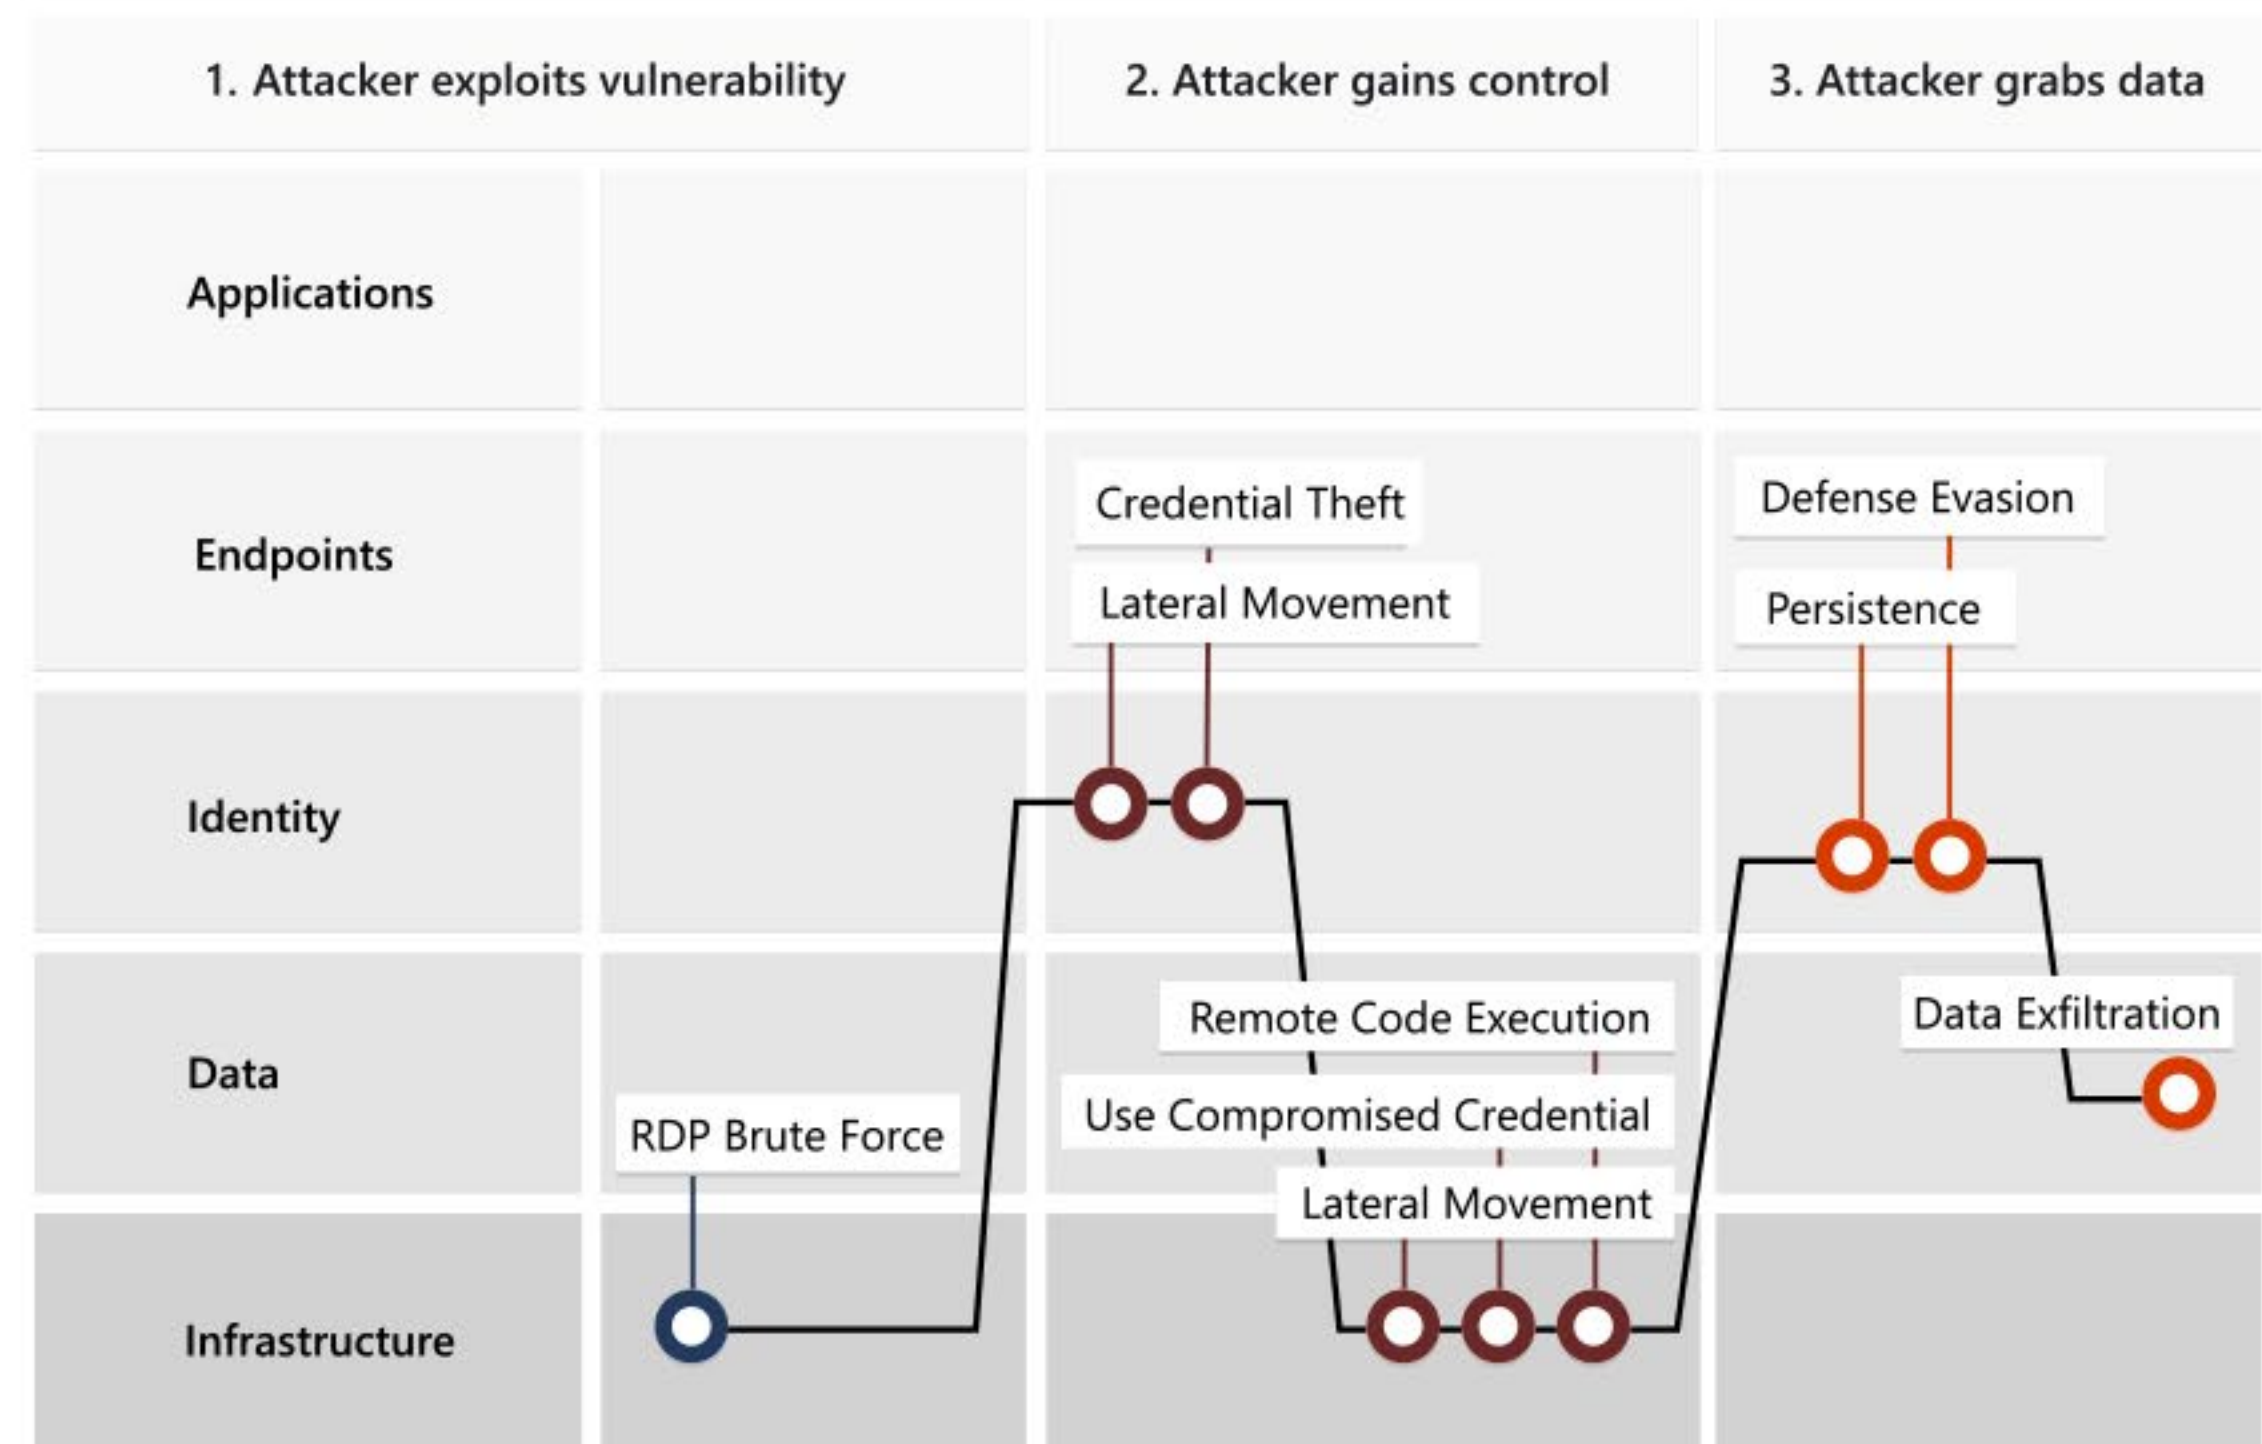 1. Attacker exploits vulnerability
2. Attacker gains control
3. Attacker grabs data
Applications
Endpoints
Credential Theft
Lateral Movement
Defense Evasion
Persistence
Identity
Data
RDP Brute Force
Remote Code Execution
Use Compromised Credential
Lateral Movement
Data Exfiltration
Infrastructure